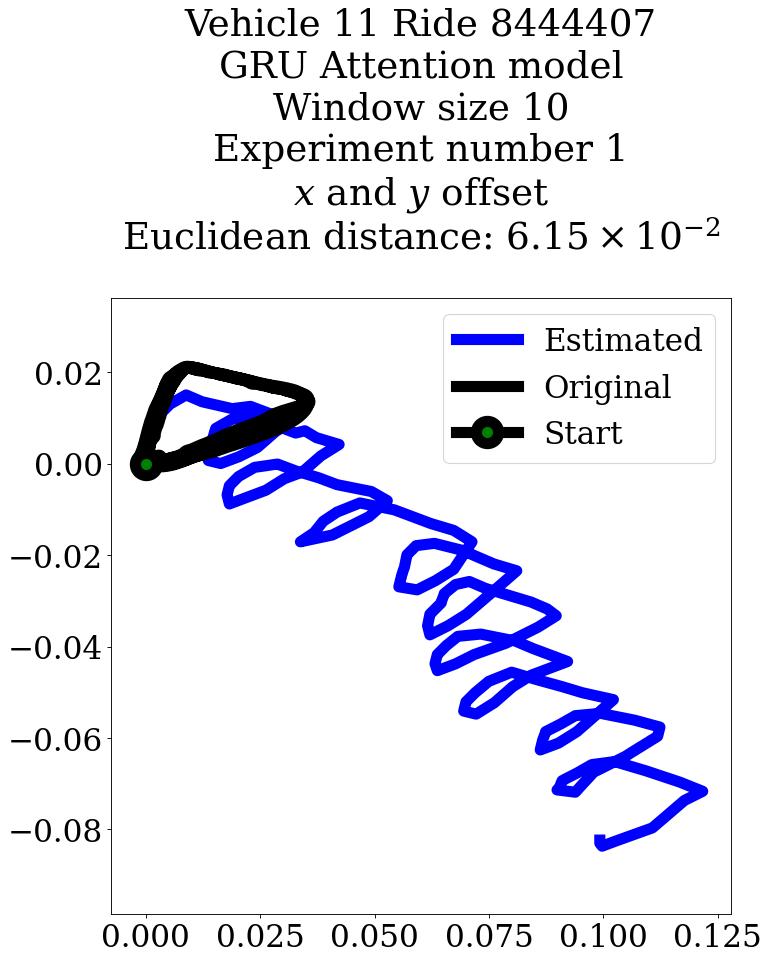 Vehicle 11 Ride 8444407
GRU Attention model
Window size 10
Experiment number 1
x and y offset
Euclidean distance: 6.15 × 10⁻²
Estimated
Original
Start
0.02
0.00
−0.02
−0.04
−0.06
−0.08
0.000 0.025 0.050 0.075 0.100 0.125